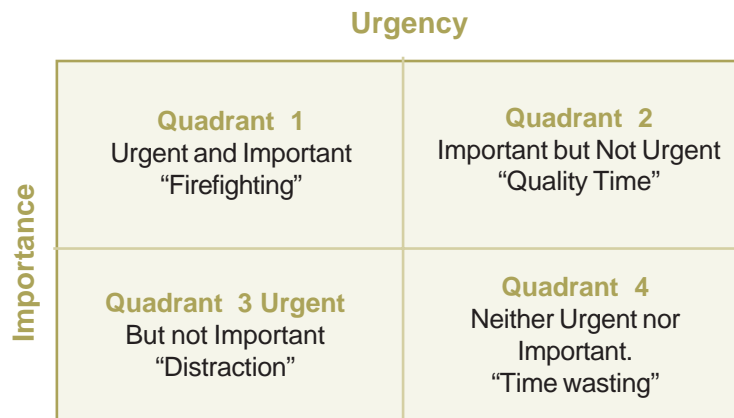 Urgency
Importance
Quadrant 1
Urgent and Important
“Firefighting”
Quadrant 2
Important but Not Urgent
“Quality Time”
Quadrant 3 Urgent
But not Important
“Distraction”
Quadrant 4
Neither Urgent nor
Important.
“Time wasting”